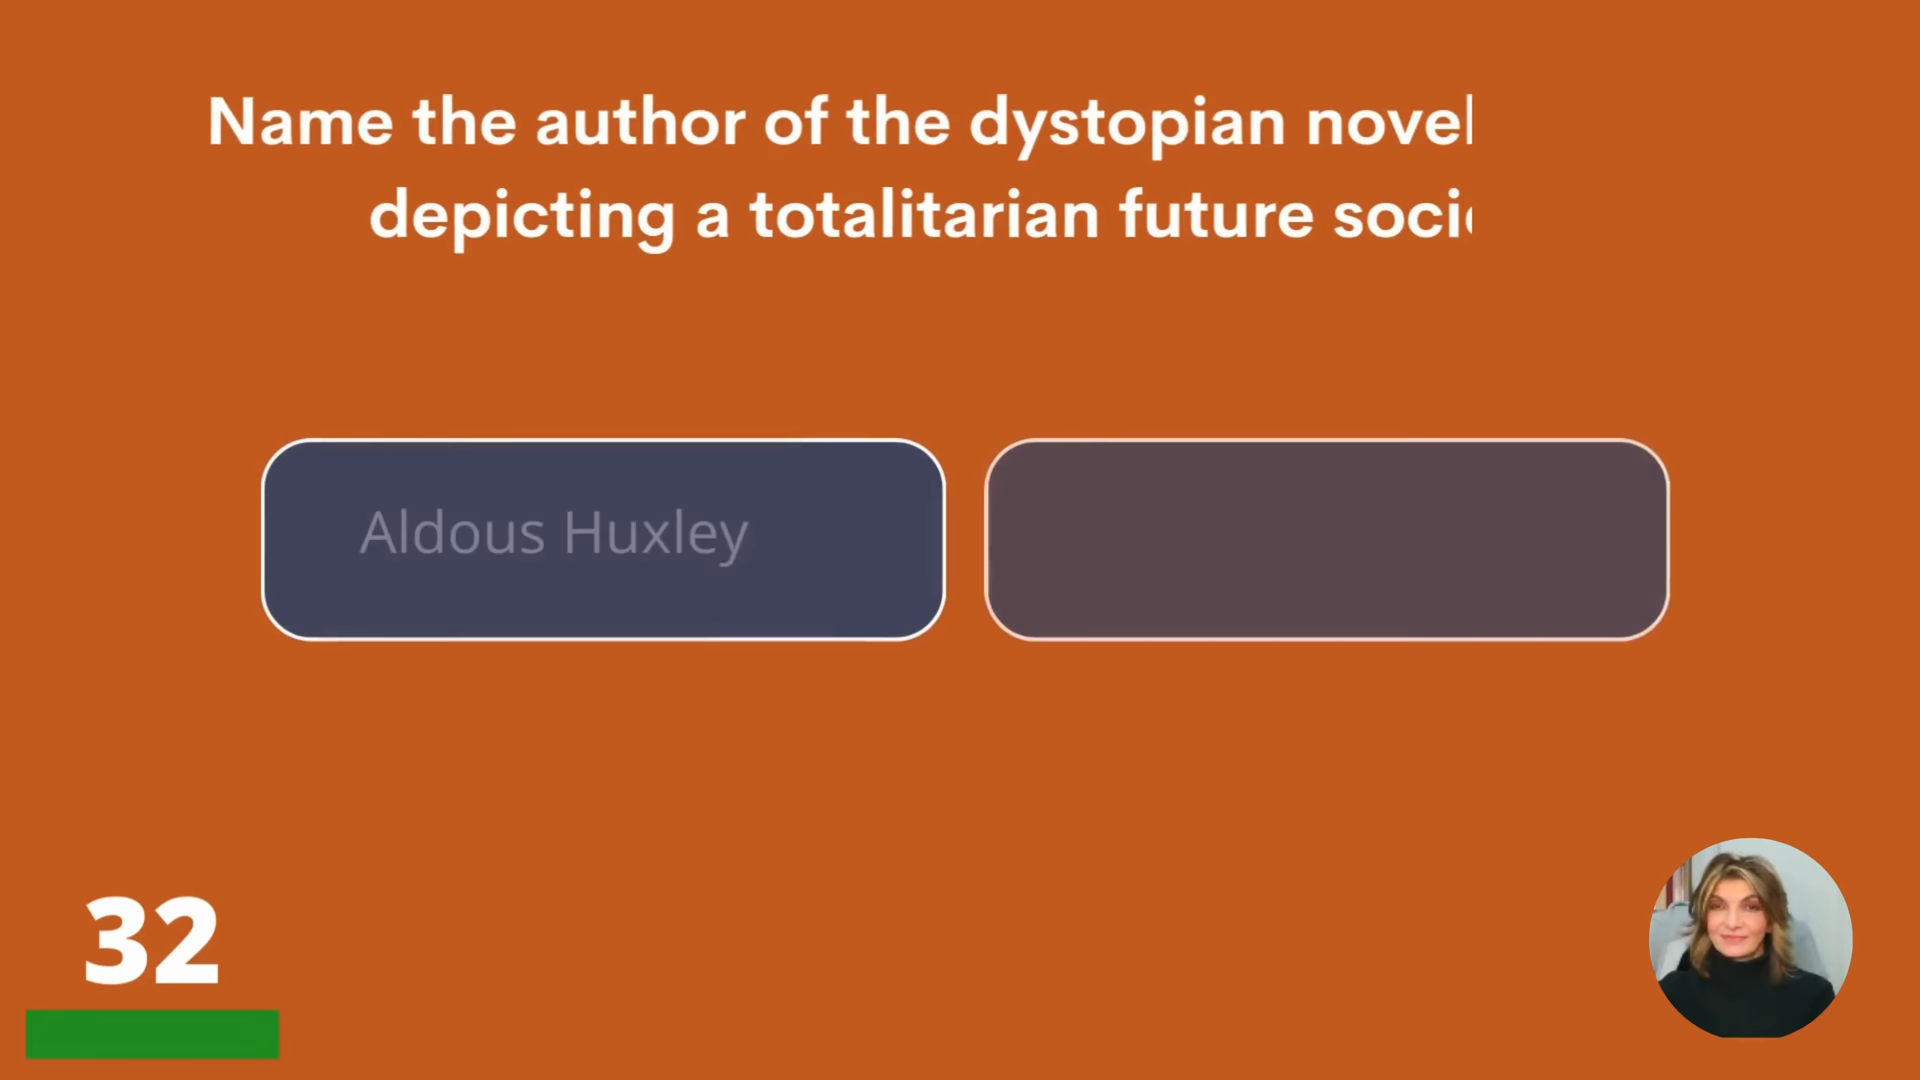 Name the author of the dystopian novel
depicting a totalitarian future soci
Aldous Huxley
32